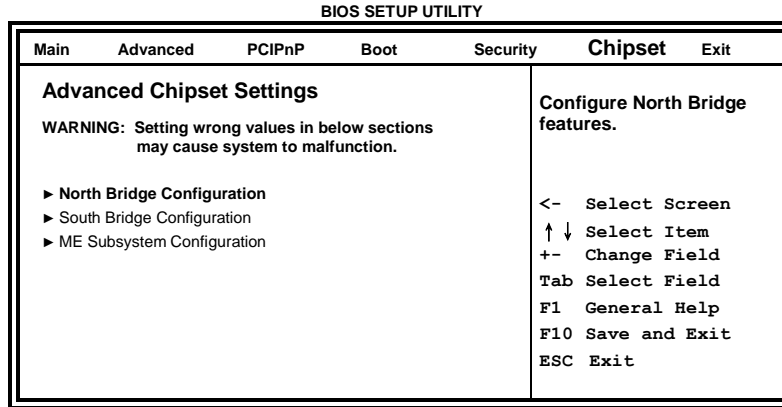 BIOS SETUP UTILITY
Main Advanced PCIPnP Boot Security Chipset Exit
Advanced Chipset Settings
WARNING: Setting wrong values in below sections
may cause system to malfunction.
► North Bridge Configuration
► South Bridge Configuration
► ME Subsystem Configuration
Configure North Bridge
features.
<- Select Screen
↑↓ Select Item
+- Change Field
Tab Select Field
F1 General Help
F10 Save and Exit
ESC Exit